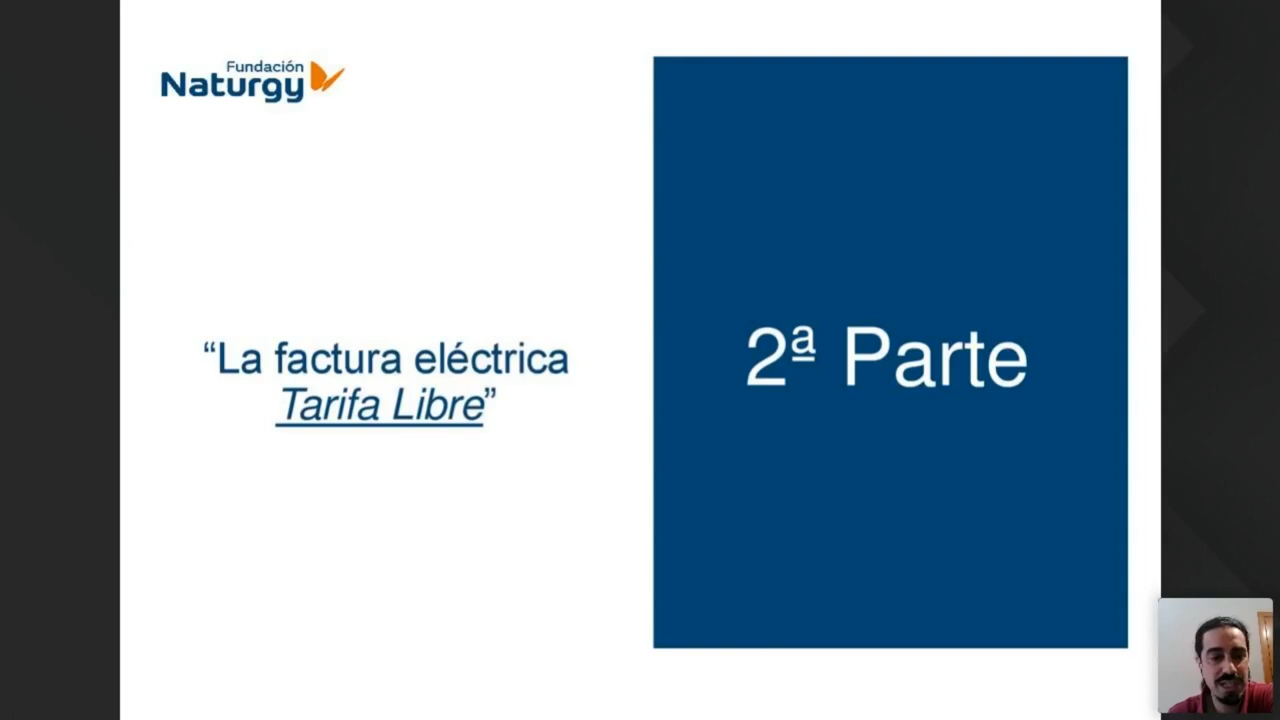 Fundación
Naturgy
“La factura eléctrica
Tarifa Libre”
2ª Parte